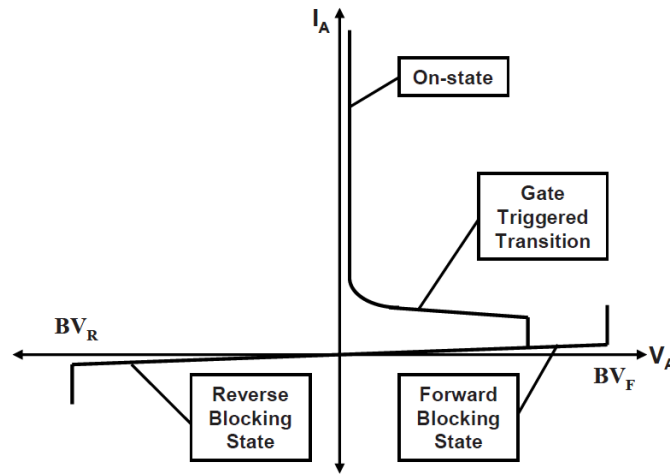 I_A
On-state
Gate
Triggered
Transition
BV_R
V_A
BV_F
Reverse
Blocking
State
Forward
Blocking
State